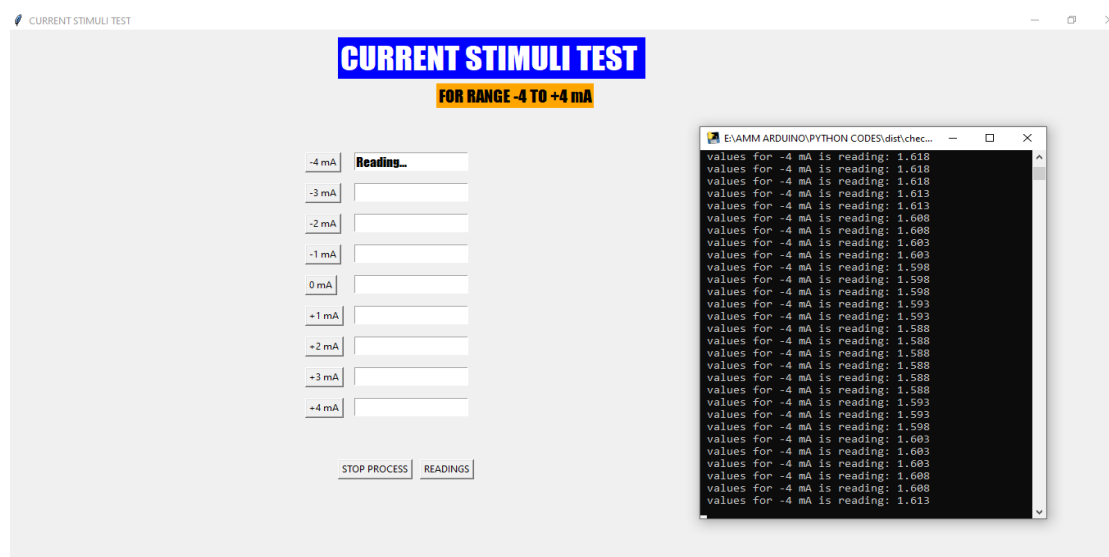 CURRENT STIMULI TEST
CURRENT STIMULI TEST
FOR RANGE -4 TO +4 mA
-4 mA Reading...
-3 mA
-2 mA
-1 mA
0 mA
+1 mA
+2 mA
+3 mA
+4 mA
STOP PROCESS READINGS
E:\AMM ARDUINO\PYTHON CODES\dist\chec...
values for -4 mA is reading: 1.618
values for -4 mA is reading: 1.618
values for -4 mA is reading: 1.618
values for -4 mA is reading: 1.613
values for -4 mA is reading: 1.613
values for -4 mA is reading: 1.608
values for -4 mA is reading: 1.608
values for -4 mA is reading: 1.603
values for -4 mA is reading: 1.603
values for -4 mA is reading: 1.598
values for -4 mA is reading: 1.598
values for -4 mA is reading: 1.598
values for -4 mA is reading: 1.593
values for -4 mA is reading: 1.593
values for -4 mA is reading: 1.588
values for -4 mA is reading: 1.588
values for -4 mA is reading: 1.588
values for -4 mA is reading: 1.588
values for -4 mA is reading: 1.588
values for -4 mA is reading: 1.588
values for -4 mA is reading: 1.593
values for -4 mA is reading: 1.593
values for -4 mA is reading: 1.598
values for -4 mA is reading: 1.603
values for -4 mA is reading: 1.603
values for -4 mA is reading: 1.603
values for -4 mA is reading: 1.608
values for -4 mA is reading: 1.608
values for -4 mA is reading: 1.613